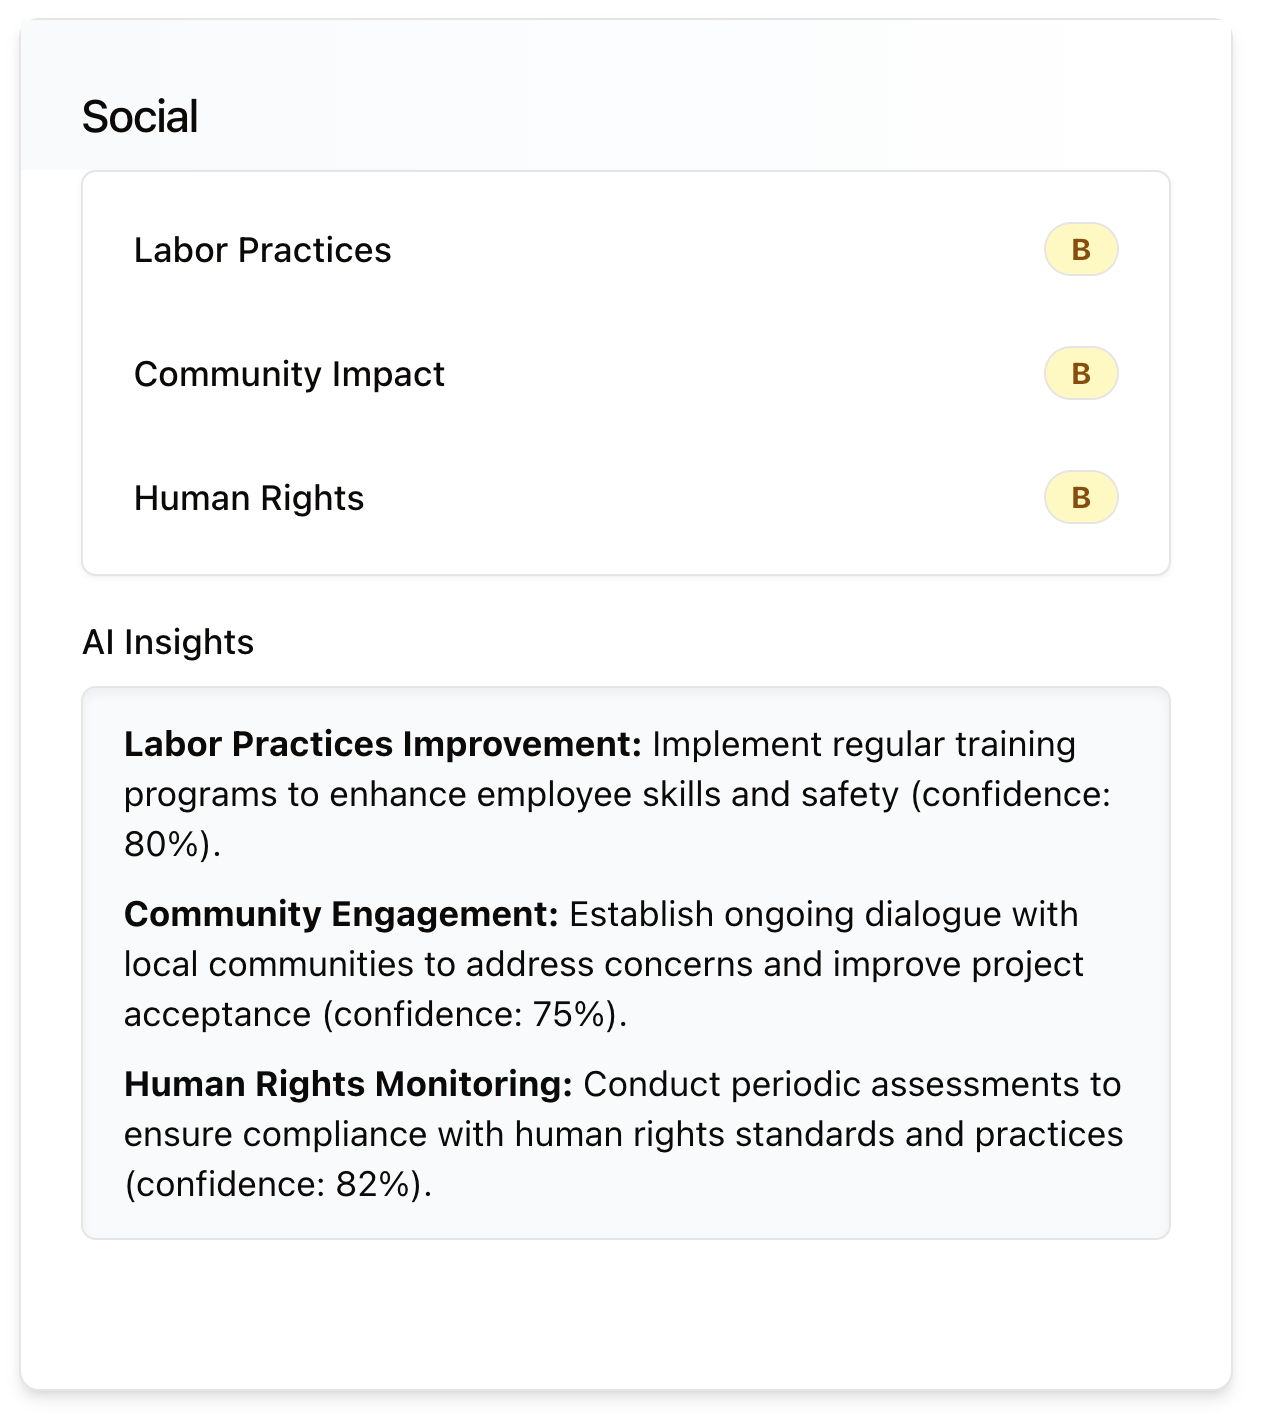 Social
Labor Practices
B
Community Impact
B
Human Rights
B
AI Insights
Labor Practices Improvement: Implement regular training
programs to enhance employee skills and safety (confidence:
80%).
Community Engagement: Establish ongoing dialogue with
local communities to address concerns and improve project
acceptance (confidence: 75%).
Human Rights Monitoring: Conduct periodic assessments to
ensure compliance with human rights standards and practices
(confidence: 82%).